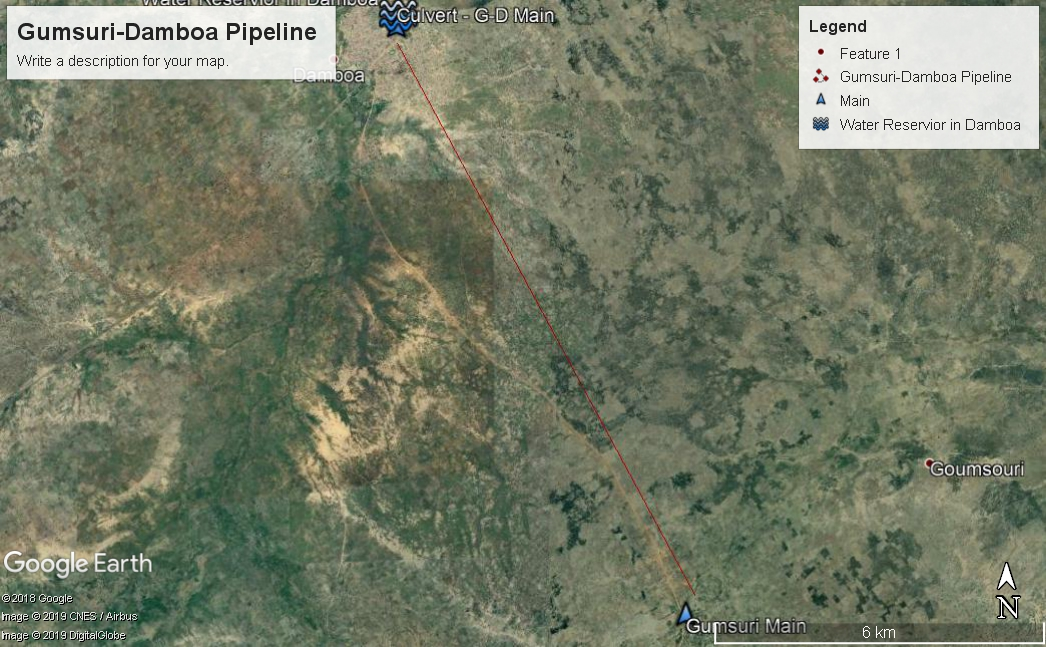 Water Reservior in Damboa
Culvert - G-D Main
Gumsuri-Damboa Pipeline
Write a description for your map.
Damboa
Legend
Feature 1
Gumsuri-Damboa Pipeline
Main
Water Reservior in Damboa
Goumsouri
Google Earth
©2018 Google
Image © 2019 CNES / Airbus
Image © 2019 DigitalGlobe
Gumsuri Main
N
6 km